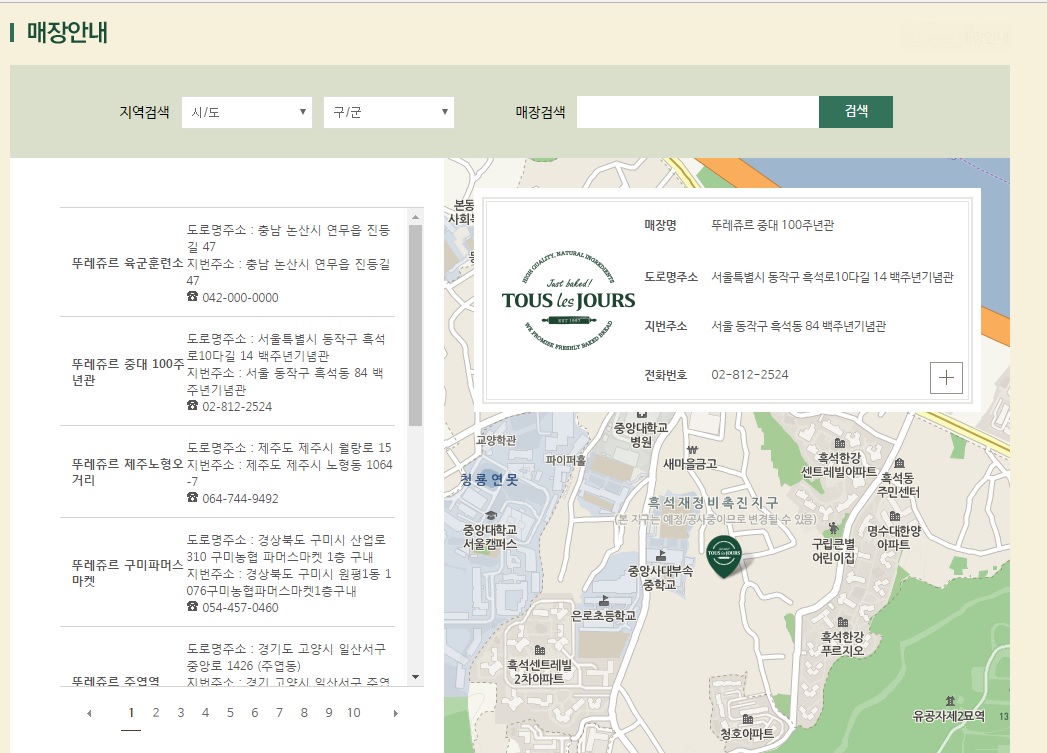 매장안내
지역검색
시/도
구/군
매장검색
검색
뚜레쥬르 육군훈련소
도로명주소 : 충남 논산시 연무읍 진등
길 47
지번주소 : 충남 논산시 연무읍 진등길
47
☎ 042-000-0000
뚜레쥬르 중대 100주
년관
도로명주소 : 서울특별시 동작구 흑석
로10다길 14 백주년기념관
지번주소 : 서울 동작구 흑석동 84 백
주년기념관
☎ 02-812-2524
뚜레쥬르 제주노형오
거리
도로명주소 : 제주도 제주시 월랑로 15
지번주소 : 제주도 제주시 노형동 1064
-7
☎ 064-744-9492
뚜레쥬르 구미파머스
마켓
도로명주소 : 경상북도 구미시 산업로
310 구미농협 파머스마켓 1층 구내
지번주소 : 경상북도 구미시 원평1동 1
076구미농협파머스마켓1층구내
☎ 054-457-0460
뚜레쥬르 주엽역
도로명주소 : 경기도 고양시 일산서구
중앙로 1426 (주엽동)
지번주소 : 경기 고양시 일산서구 주엽
1 2 3 4 5 6 7 8 9 10
본동
사회복
HIGH QUALITY, NATURAL INGREDIENTS
Just baked!
TOUS les JOURS
EST 1997
WE PROMISE FRESHLY BAKED BREAD
매장명 뚜레쥬르 중대 100주년관
도로명주소 서울특별시 동작구 흑석로10다길 14 백주년기념관
지번주소 서울 동작구 흑석동 84 백주년기념관
전화번호 02-812-2524
중앙대학교
병원
교양학관
파이퍼홀
새마을금고
청룡연못
흑석한강
센트레빌아파트
흑석동
주민센터
흑석재정비촉진지구
(본 지구는 예정/공사중이므로 변경될 수 있음)
중앙대학교
서울캠퍼스
명수대한양
아파트
구립큰별
어린이집
TOUS les JOURS
중앙사대부속
중학교
은로초등학교
흑석한강
푸르지오
흑석센트레빌
2차아파트
유공자제2묘역
13
청호아파트